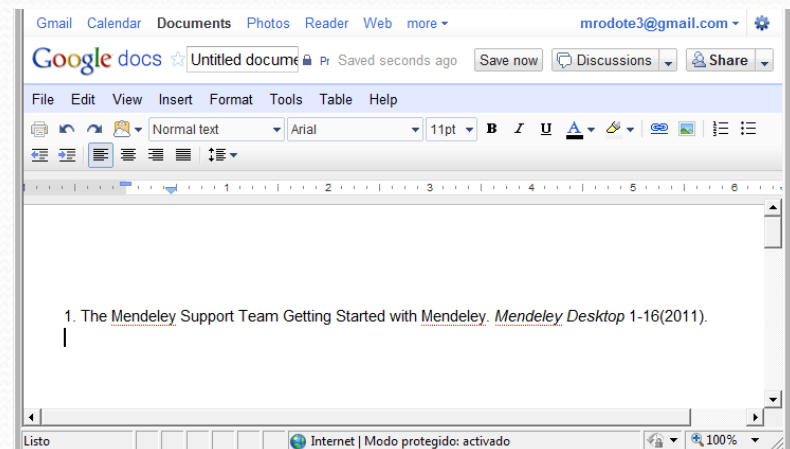 Gmail Calendar Documents Photos Reader Web more mrodote3@gmail.com
Google docs Untitled docume Pr Saved seconds ago Save now Discussions Share
File Edit View Insert Format Tools Table Help
Normal text Arial 11pt B I U A
1 2 3 4 5 6
1. The Mendeley Support Team Getting Started with Mendeley. Mendeley Desktop 1-16(2011).
Listo Internet | Modo protegido: activado 100%